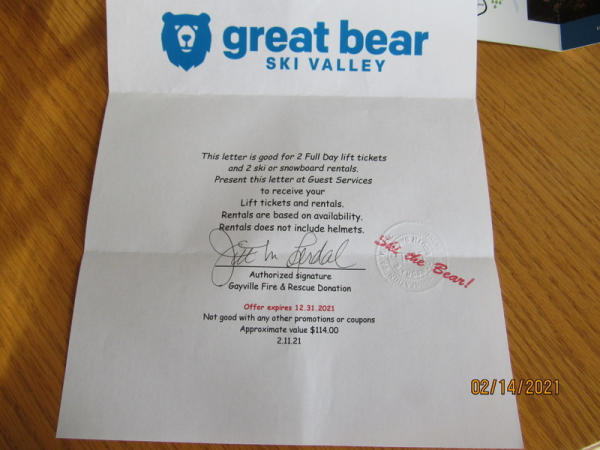 great bear
SKI VALLEY
This letter is good for 2 Full Day lift tickets
and 2 ski or snowboard rentals.
Present this letter at Guest Services
to receive your
Lift tickets and rentals.
Rentals are based on availability.
Rentals does not include helmets.
Ski the Bear!
Authorized signature
Gayville Fire & Rescue Donation
Offer expires 12.31.2021
Not good with any other promotions or coupons
Approximate value $114.00
2.11.21
02/14/2021